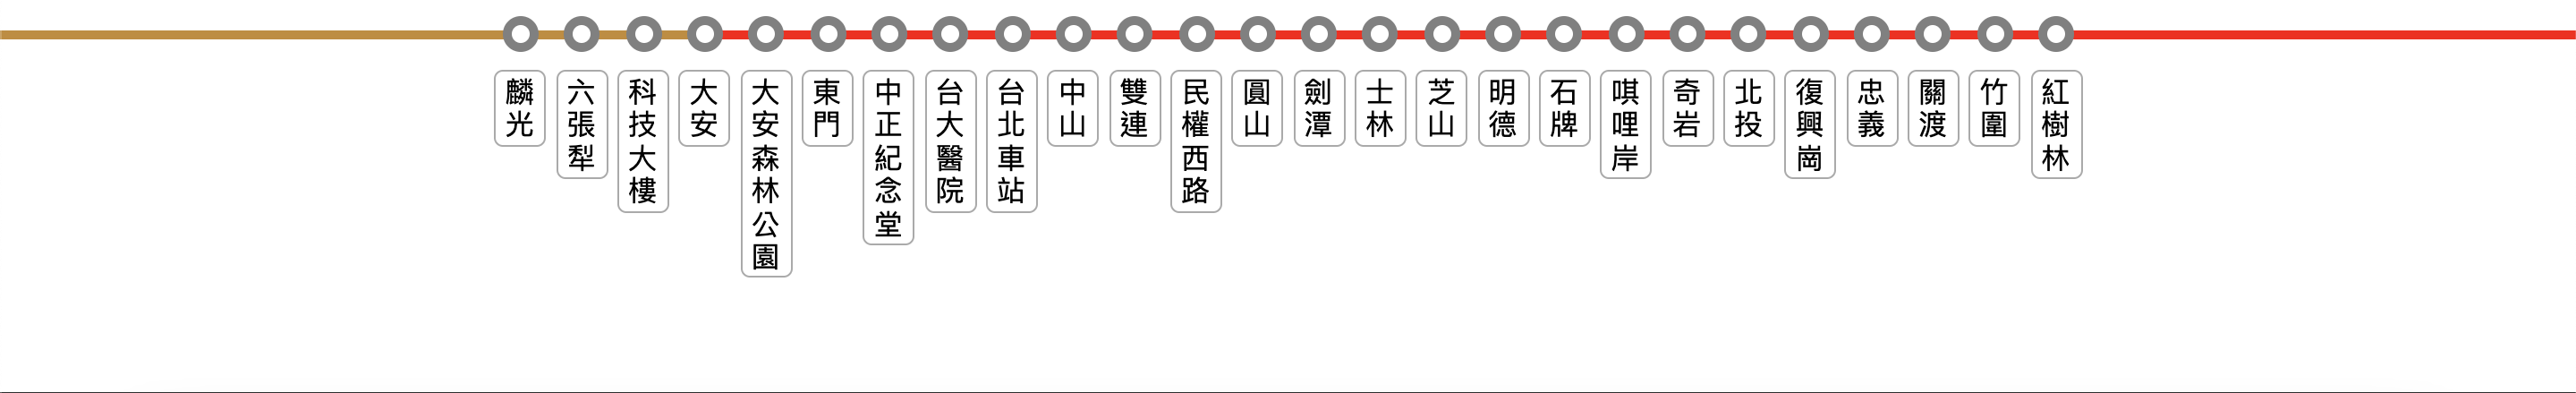 麟光
六張犁
科技大樓
大安
大安森林公園
東門
中正紀念堂
台大醫院
台北車站
中山
雙連
民權西路
圓山
劍潭
士林
芝山
明德
石牌
唭哩岸
奇岩
北投
復興崗
忠義
關渡
竹圍
紅樹林